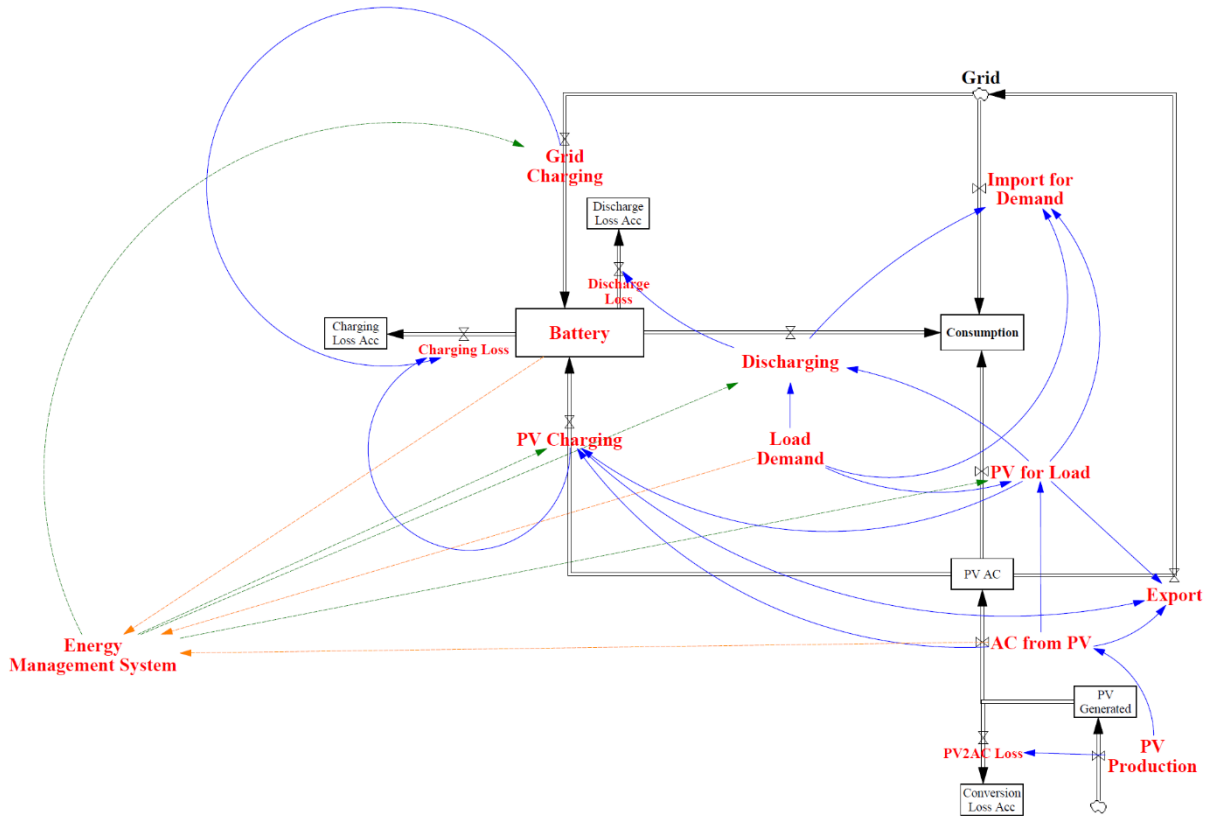 Grid
Grid
Charging
Import for
Demand
Discharge
Loss Acc
Discharge
Loss
Charging
Loss Acc
Charging Loss
Battery
Consumption
Discharging
PV Charging
Load
Demand
PV for Load
PV AC
Export
Energy
Management System
AC from PV
PV
Generated
PV2AC Loss
PV
Production
Conversion
Loss Acc